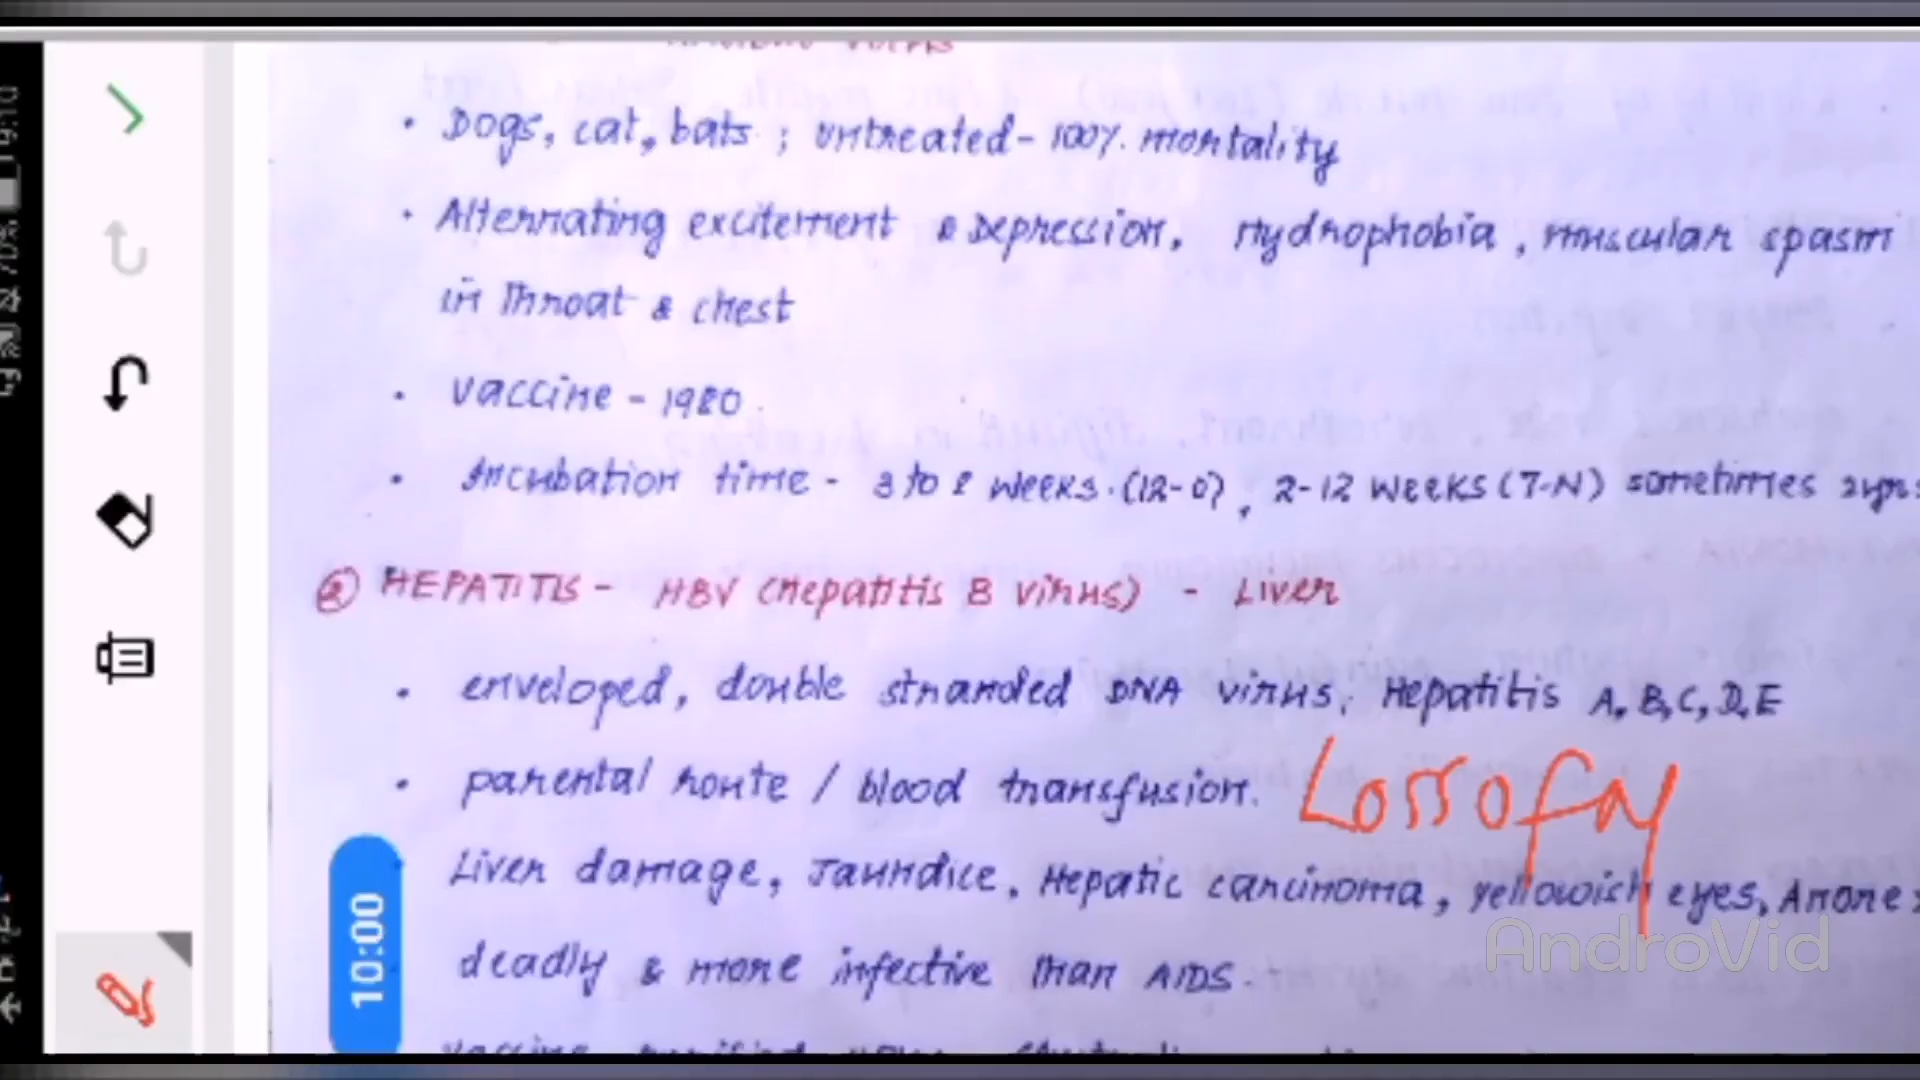 • Dogs, cat, bats ; untreated - 100% mortality
• Alternating excitement & Depression, Hydrophobia, muscular spasm
in Throat & chest
• Vaccine - 1980
• Incubation time - 3 to 8 weeks (12-0), 2-12 weeks (T-N) sometimes
② HEPATITIS - HBV (Hepatitis B virus) - Liver
• enveloped, double stranded DNA virus, Hepatitis A, B, C, D, E
• parental route / blood transfusion. Loss of
• Liver damage, Jaundice, Hepatic carcinoma, yellowish eyes,
deadly & more infective than AIDS.
10:00
AndroVid